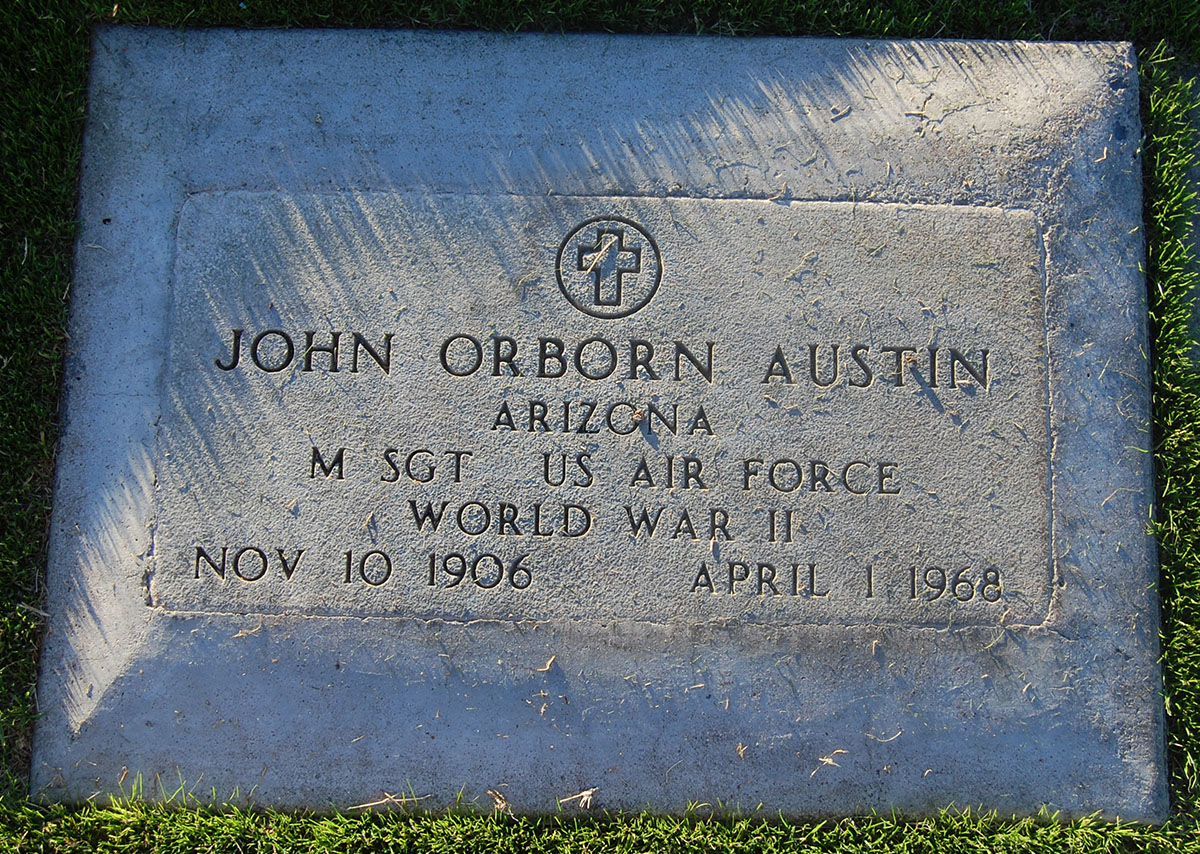 JOHN ORBORN AUSTIN
ARIZONA
M SGT US AIR FORCE
WORLD WAR II
NOV 10 1906 APRIL 1 1968